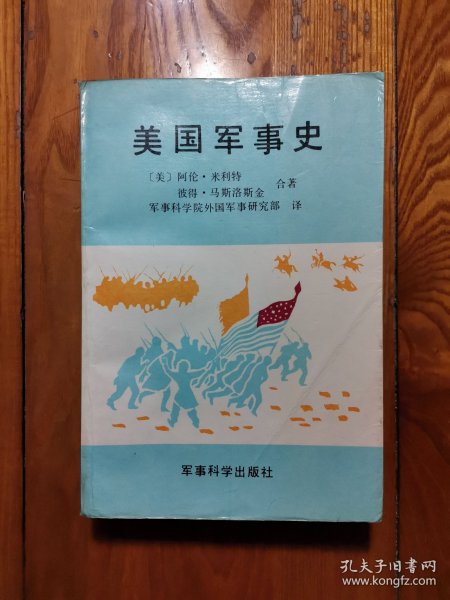 美国军事史
〔美〕阿伦·米利特
彼得·马斯洛斯金 合著
军事科学院外国军事研究部 译
军事科学出版社
孔夫子旧书网
www.kongfz.com